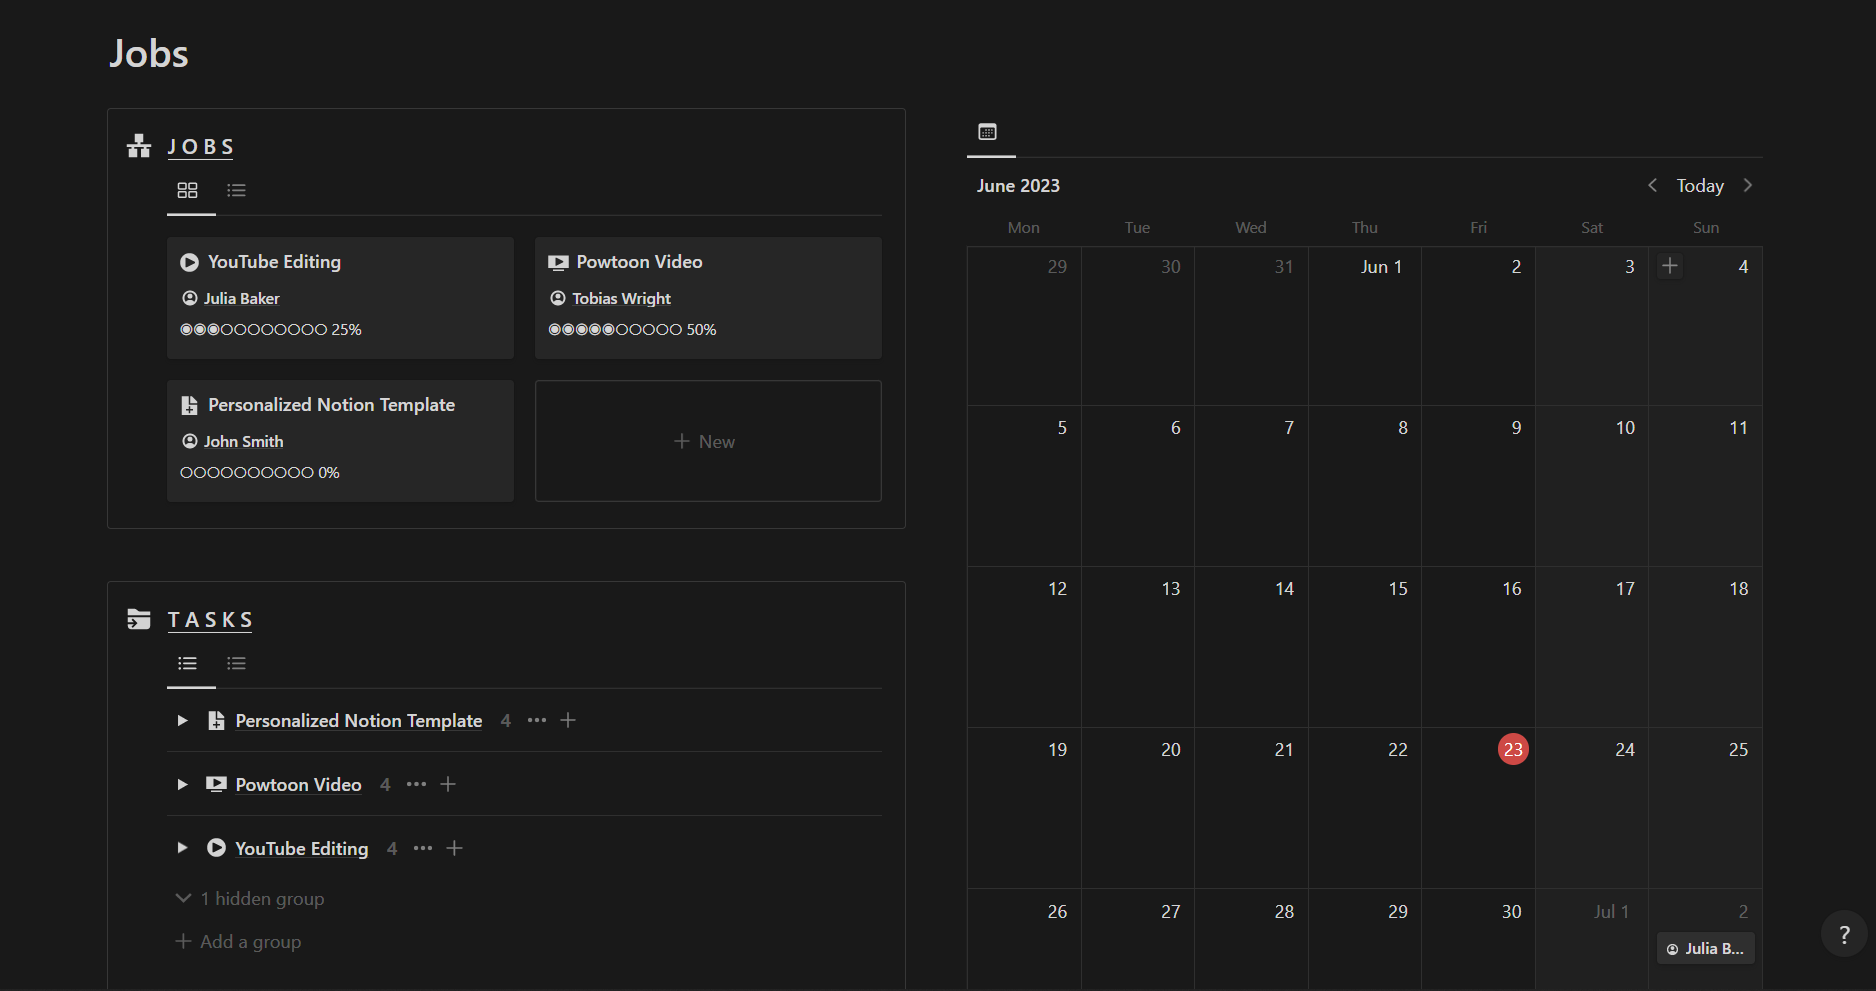 Jobs
JOBS
YouTube Editing
Julia Baker
◉◉◉○○○○○○○○ 25%
Powtoon Video
Tobias Wright
◉◉◉◉◉○○○○○ 50%
Personalized Notion Template
John Smith
○○○○○○○○○○ 0%
+ New
TASKS
Personalized Notion Template 4 ••• +
Powtoon Video 4 ••• +
YouTube Editing 4 ••• +
1 hidden group
+ Add a group
June 2023
< Today >
Mon Tue Wed Thu Fri Sat Sun
29 30 31 Jun 1 2 3 + 4
5 6 7 8 9 10 11
12 13 14 15 16 17 18
19 20 21 22 23 24 25
26 27 28 29 30 Jul 1 2
Julia B...
?